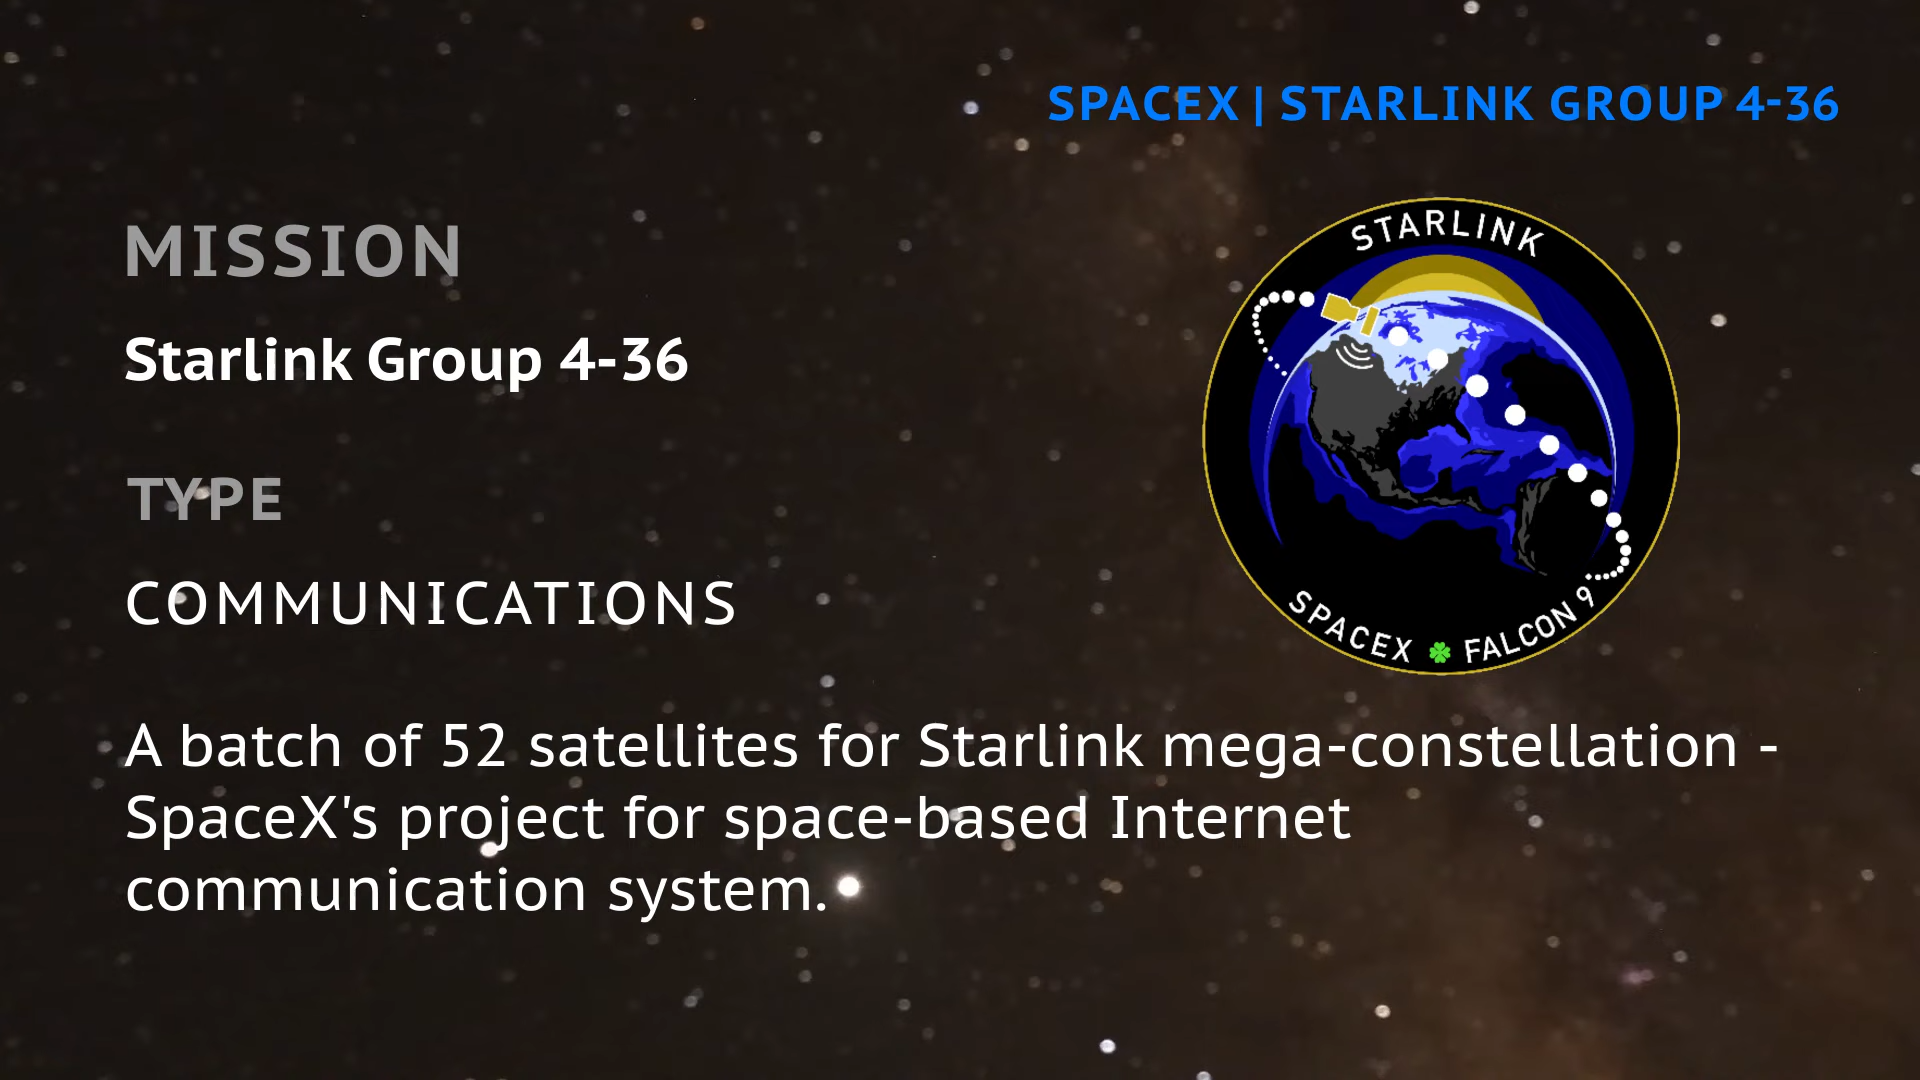 SPACEX | STARLINK GROUP 4-36
MISSION
Starlink Group 4-36
TYPE
COMMUNICATIONS
STARLINK
SPACEX FALCON 9
A batch of 52 satellites for Starlink mega-constellation -
SpaceX's project for space-based Internet
communication system.